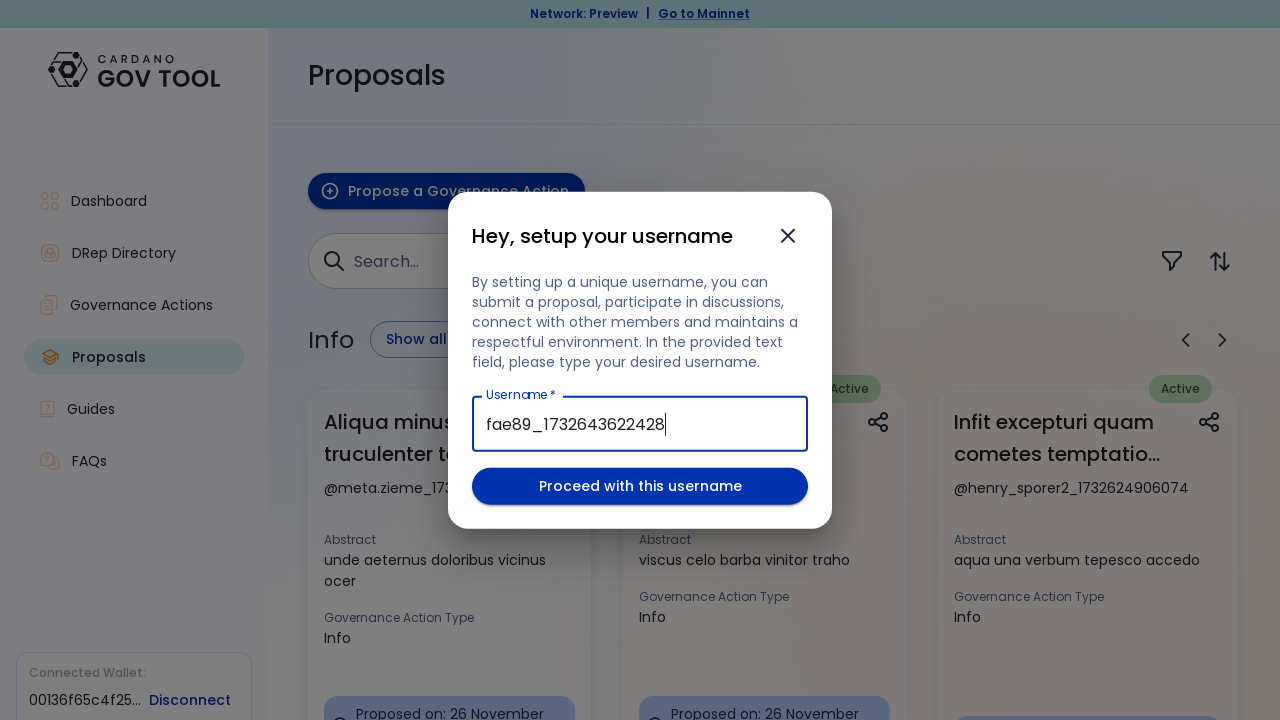 Network: Preview | Go to Mainnet
CARDANO
GOV TOOL
Dashboard
DRep Directory
Governance Actions
Proposals
Guides
FAQs
Connected Wallet:
00136f65c4f25... Disconnect
Proposals
Propose a Governance Action
Search...
Info
Show all
Hey, setup your username
By setting up a unique username, you can
submit a proposal, participate in discussions,
connect with other members and maintains a
respectful environment. In the provided text
field, please type your desired username.
Username *
fae89_1732643622428
Proceed with this username
Aliqua minus
truculenter
@meta.zieme_173
Abstract
unde aeternus doloribus vicinus
ocer
Governance Action Type
Info
Proposed on: 26 November
Active
Abstract
viscus celo barba vinitor traho
Governance Action Type
Info
Proposed on: 26 November
Active
Infit excepturi quam
cometes temptatio...
@henry_sporer2_1732624906074
Abstract
aqua una verbum tepesco accedo
Governance Action Type
Info